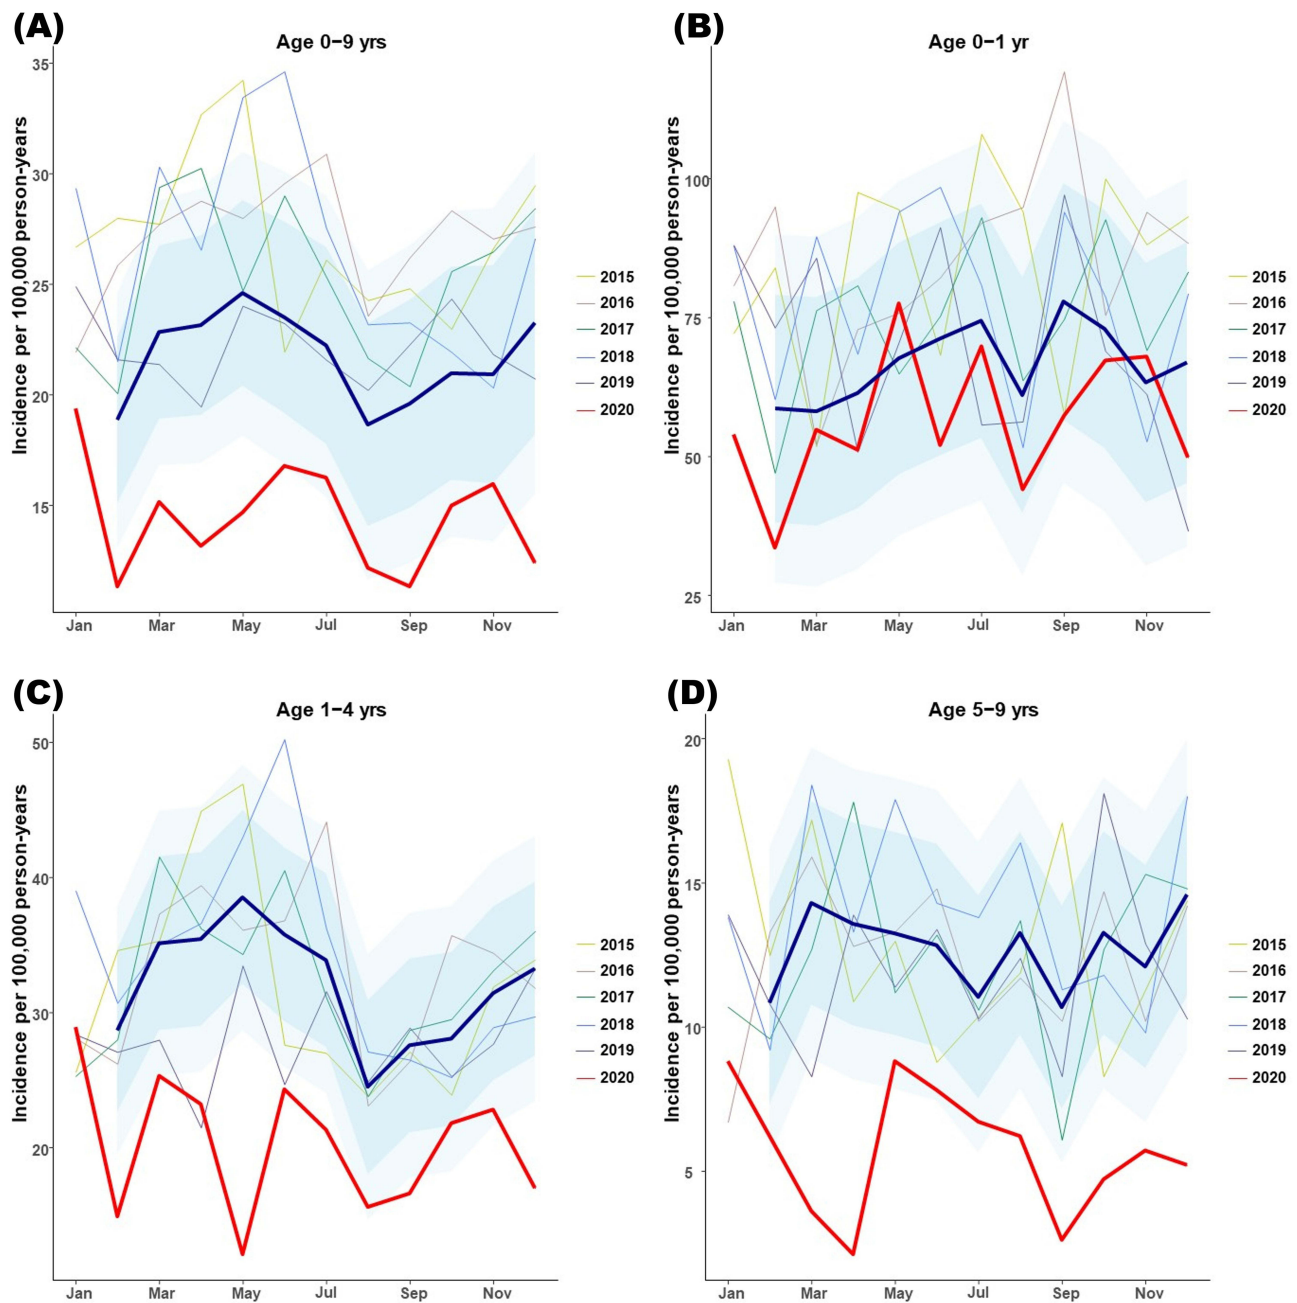 (A)
Age 0−9 yrs
Incidence per 100,000 person-years
35
30
25
20
15
Jan Mar May Jul Sep Nov
2015
2016
2017
2018
2019
2020
(B)
Age 0−1 yr
Incidence per 100,000 person-years
100
75
50
25
Jan Mar May Jul Sep Nov
2015
2016
2017
2018
2019
2020
(C)
Age 1−4 yrs
Incidence per 100,000 person-years
50
40
30
20
Jan Mar May Jul Sep Nov
2015
2016
2017
2018
2019
2020
(D)
Age 5−9 yrs
Incidence per 100,000 person-years
20
15
10
5
Jan Mar May Jul Sep Nov
2015
2016
2017
2018
2019
2020